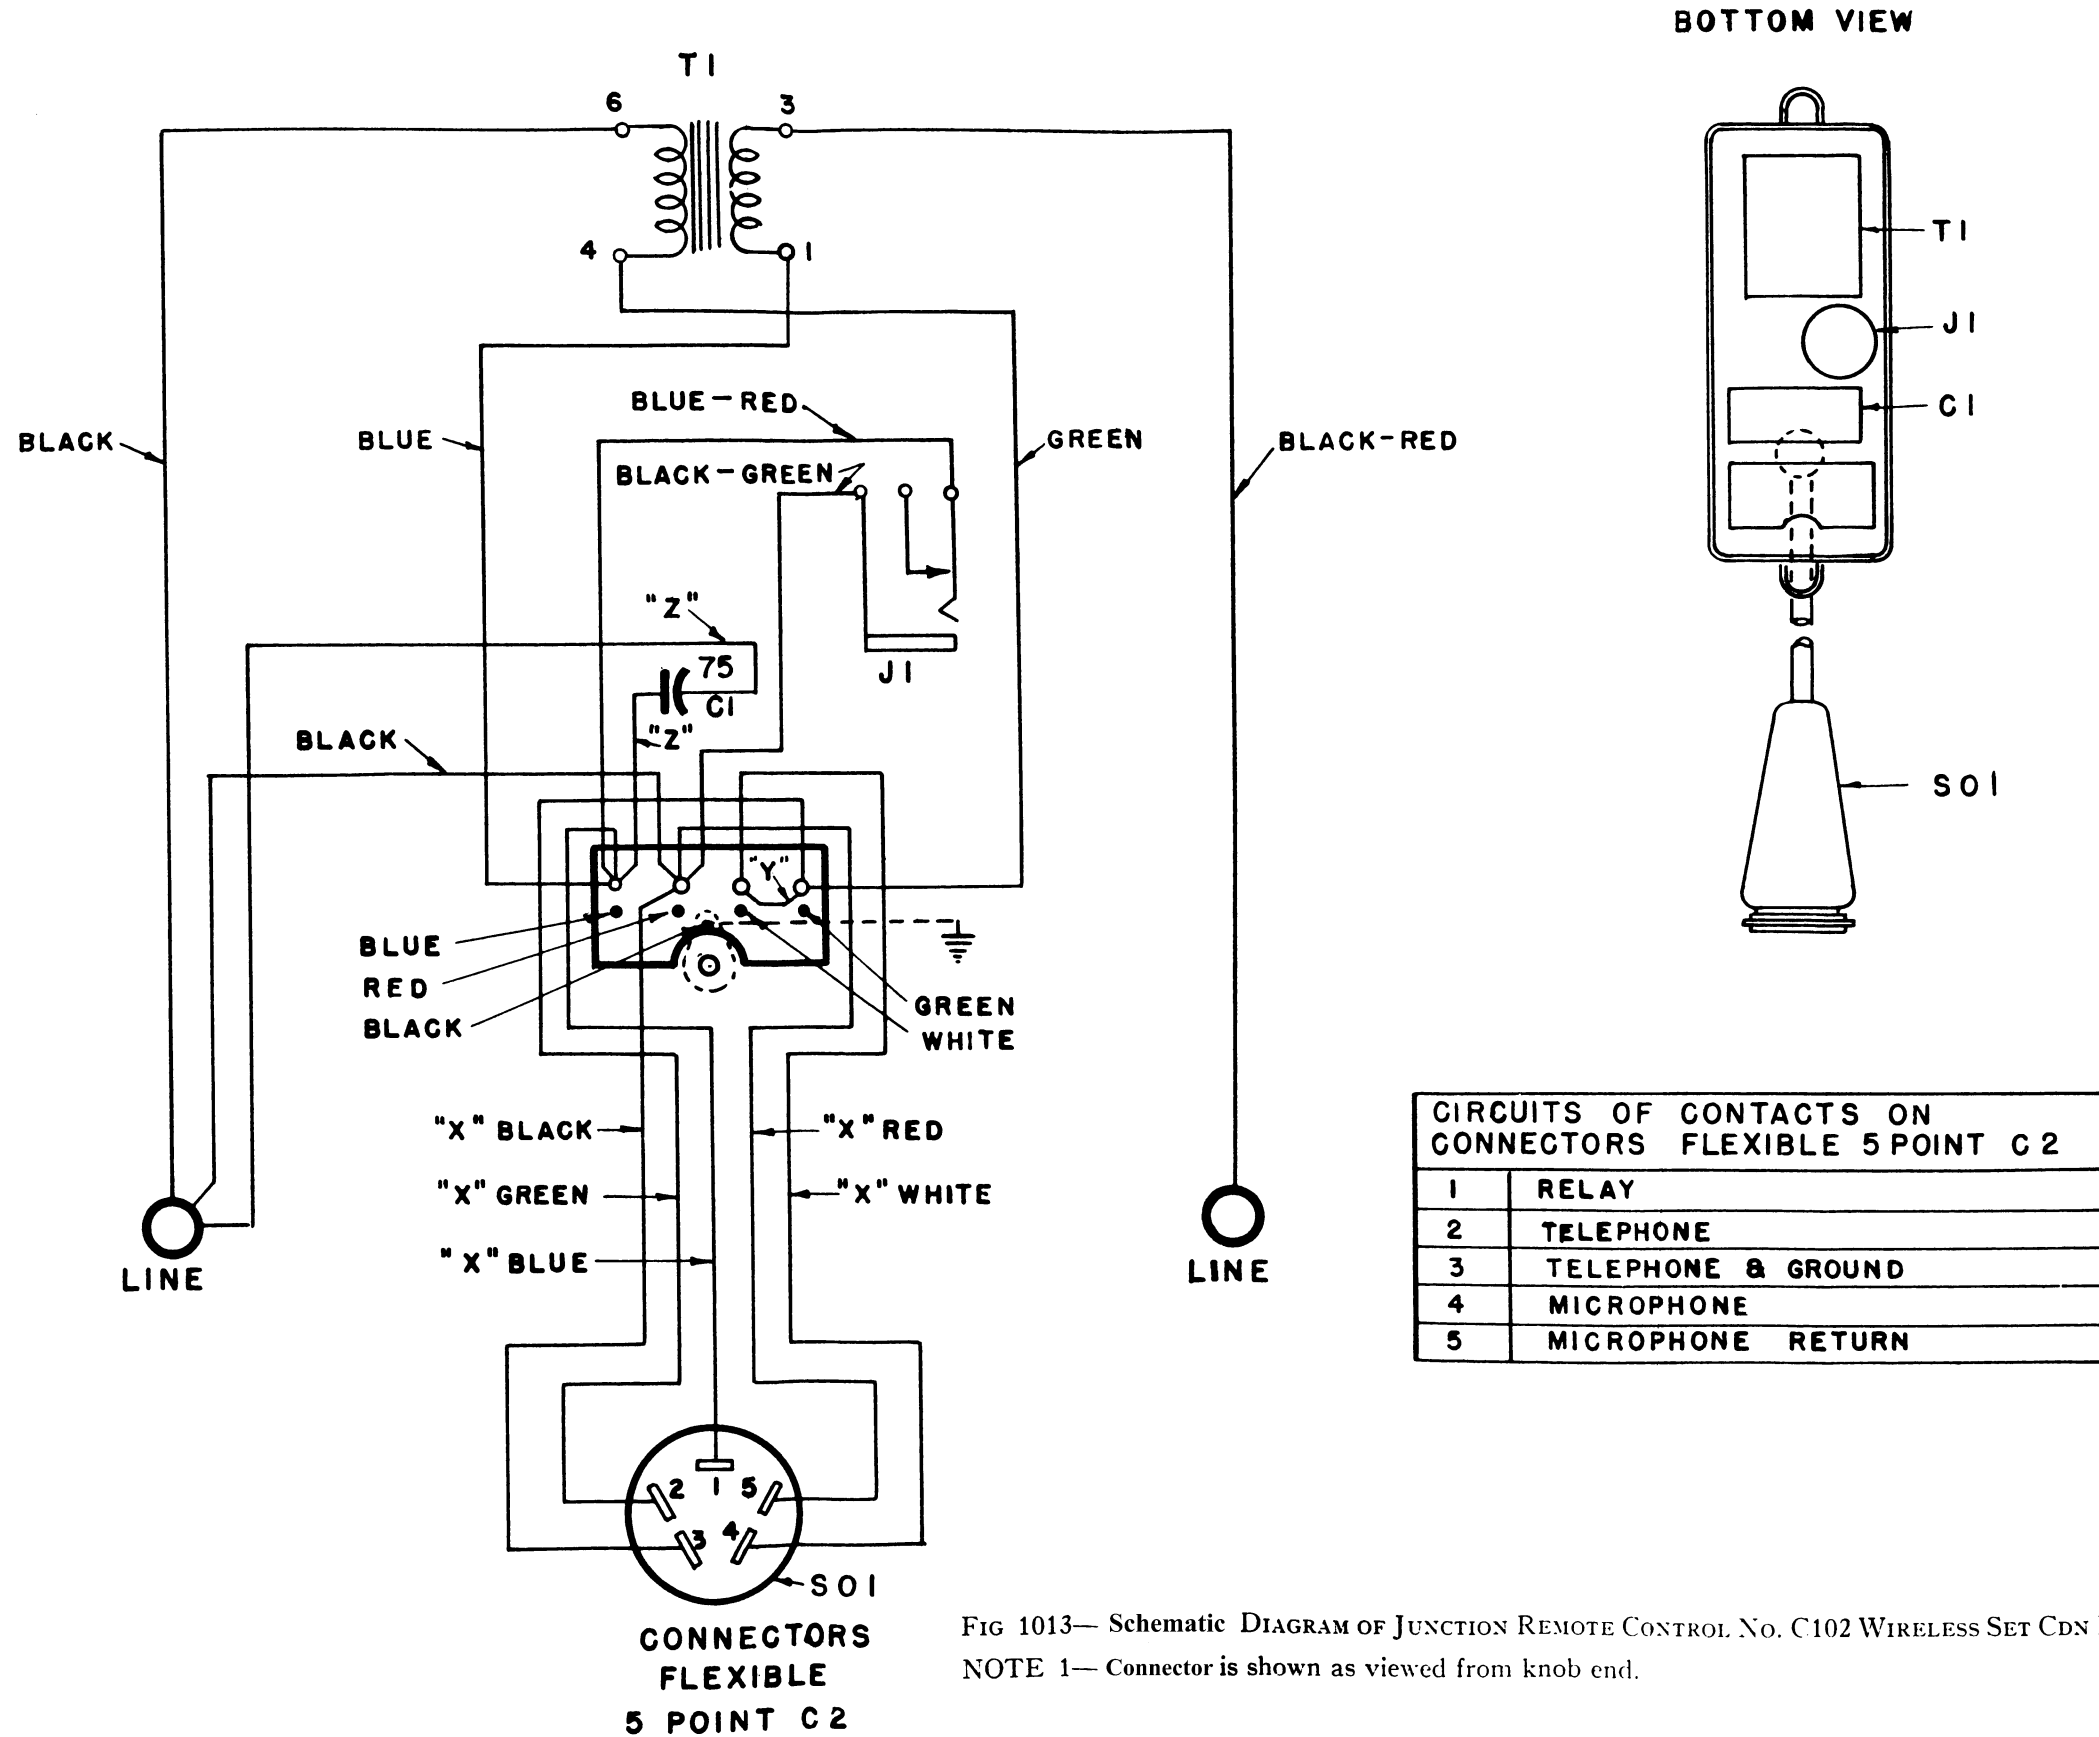 BOTTOM VIEW
T1
6
3
4
1
T1
J1
C1
BLUE-RED
BLACK
BLUE
GREEN
BLACK-RED
BLACK-GREEN
"Z"
75
J1
C1
"Z"
BLACK
SO1
"Y"
BLUE
RED
BLACK
GREEN
WHITE
"X" BLACK
"X" RED
"X" GREEN
"X" WHITE
"X" BLUE
LINE
LINE
CIRCUITS OF CONTACTS ON
CONNECTORS FLEXIBLE 5 POINT C2
1 RELAY
2 TELEPHONE
3 TELEPHONE & GROUND
4 MICROPHONE
5 MICROPHONE RETURN
2 1 5
3 4
SO1
CONNECTORS
FLEXIBLE
5 POINT C2
FIG 1013— Schematic DIAGRAM OF JUNCTION REMOTE CONTROL NO. C102 WIRELESS SET CDN
NOTE 1— Connector is shown as viewed from knob end.